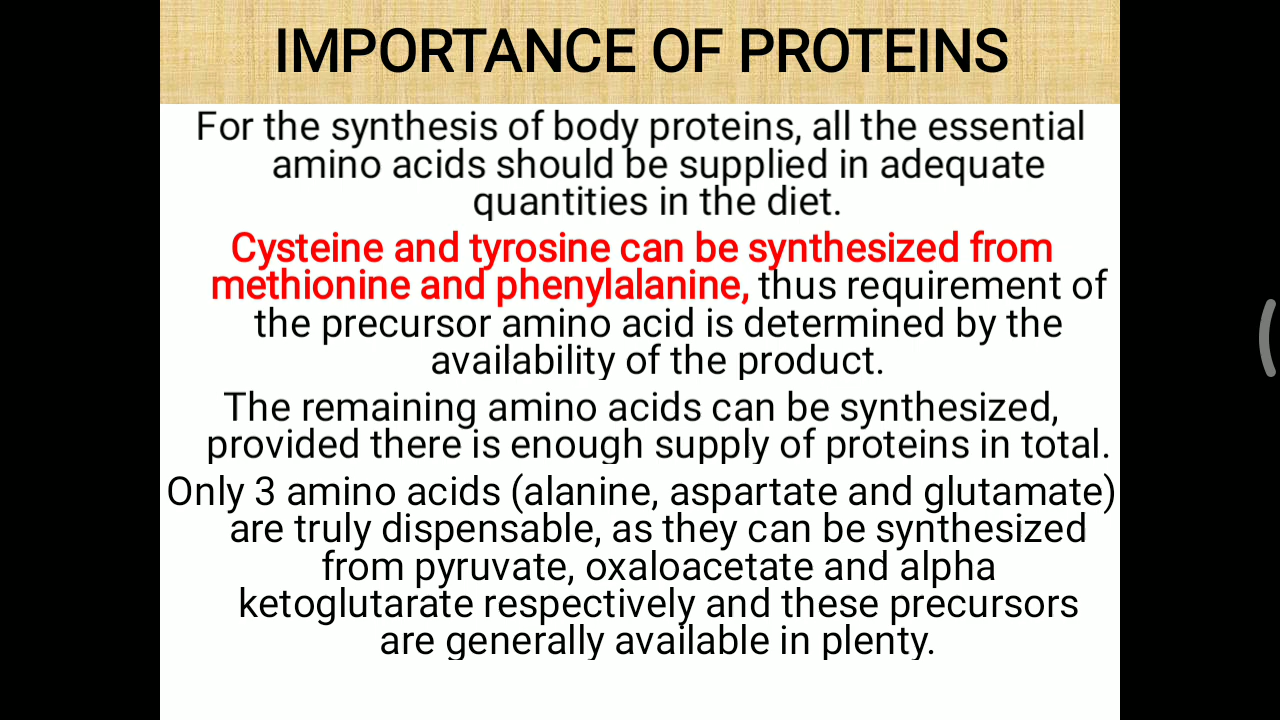 IMPORTANCE OF PROTEINS
For the synthesis of body proteins, all the essential
amino acids should be supplied in adequate
quantities in the diet.
Cysteine and tyrosine can be synthesized from
methionine and phenylalanine, thus requirement of
the precursor amino acid is determined by the
availability of the product.
The remaining amino acids can be synthesized,
provided there is enough supply of proteins in total.
Only 3 amino acids (alanine, aspartate and glutamate)
are truly dispensable, as they can be synthesized
from pyruvate, oxaloacetate and alpha
ketoglutarate respectively and these precursors
are generally available in plenty.